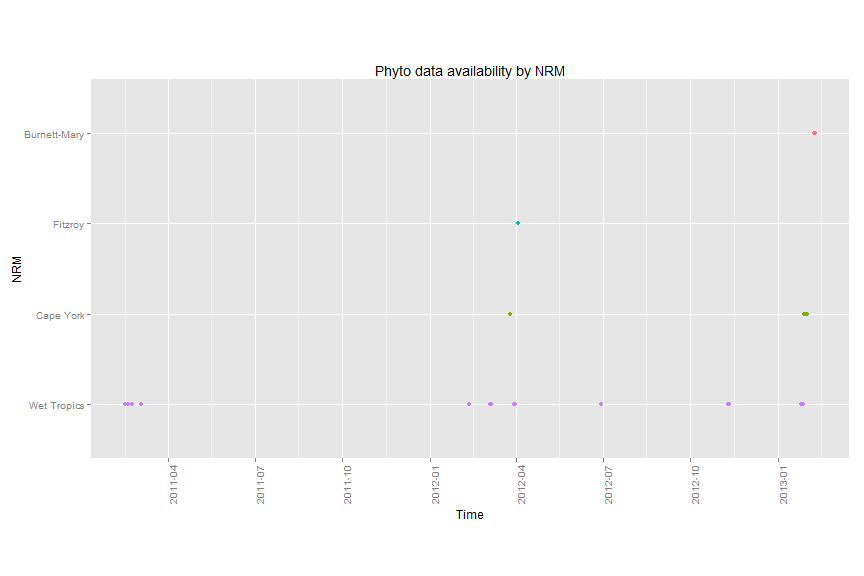 Phyto data availability by NRM
NRM
Burnett-Mary
Fitzroy
Cape York
Wet Tropics
2011-04
2011-07
2011-10
2012-01
2012-04
2012-07
2012-10
2013-01
Time